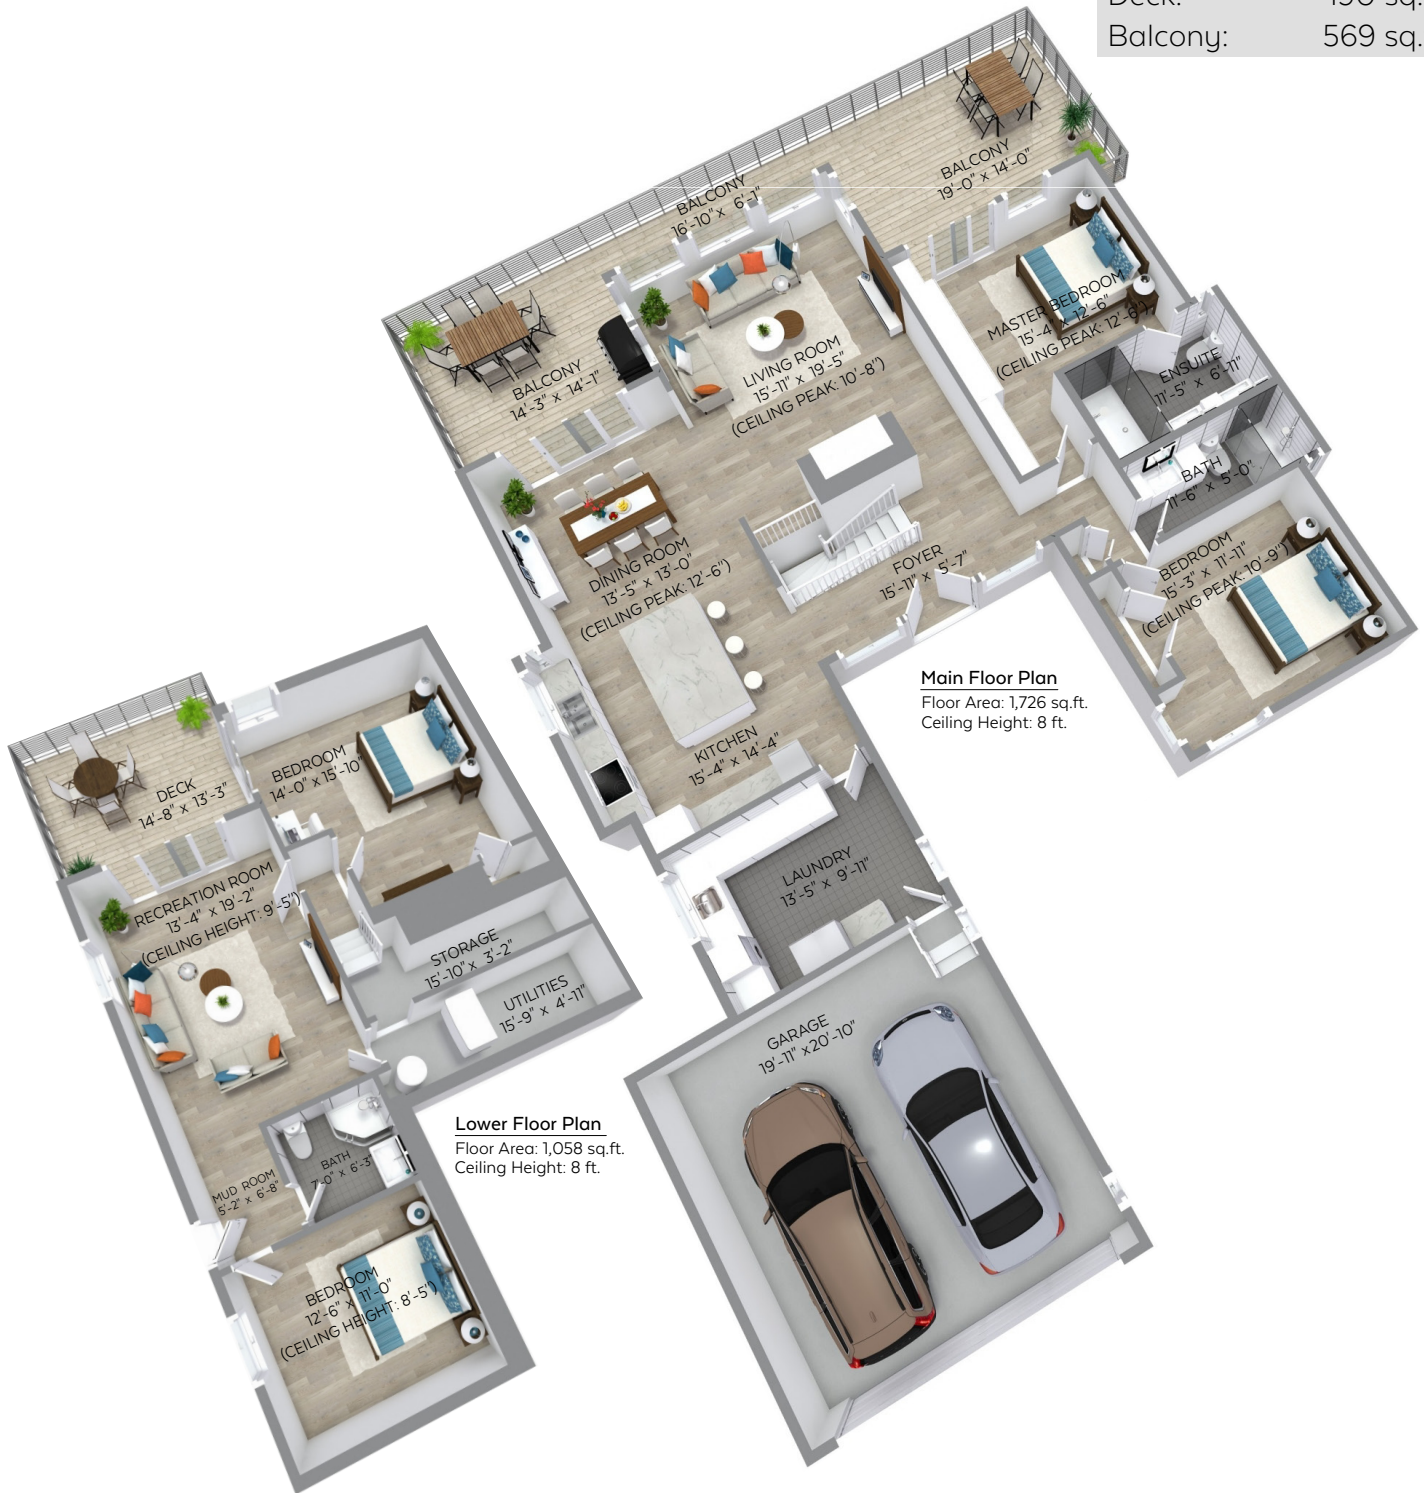 Balcony: 569 sq.
BALCONY
19'-0" x 14'-0"
BALCONY
16'-10" x 6'-1"
MASTER BEDROOM
15'-4" x 12'-6"
(CEILING PEAK: 12'-6")
BALCONY
14'-3" x 14'-1"
LIVING ROOM
15'-11" x 19'-5"
(CEILING PEAK: 10'-8")
ENSUITE
11'-5" x 6'-11"
BATH
11'-6" x 5'-0"
DINING ROOM
13'-5" x 13'-0"
(CEILING PEAK: 12'-6")
FOYER
15'-11" x 5'-7"
BEDROOM
15'-3" x 11'-11"
(CEILING PEAK: 10'-9")
Main Floor Plan
Floor Area: 1,726 sq.ft.
Ceiling Height: 8 ft.
KITCHEN
15'-4" x 14'-4"
LAUNDRY
13'-5" x 9'-11"
GARAGE
19'-11" x 20'-10"
BEDROOM
14'-0" x 15'-10"
DECK
14'-8" x 13'-3"
RECREATION ROOM
13'-4" x 19'-2"
(CEILING HEIGHT: 9'-5")
STORAGE
15'-10" x 3'-2"
UTILITIES
15'-9" x 4'-11"
Lower Floor Plan
Floor Area: 1,058 sq.ft.
Ceiling Height: 8 ft.
BATH
7'-0" x 6'-3"
MUD ROOM
5'-2" x 6'-8"
BEDROOM
12'-6" x 11'-0"
(CEILING HEIGHT: 8'-5")